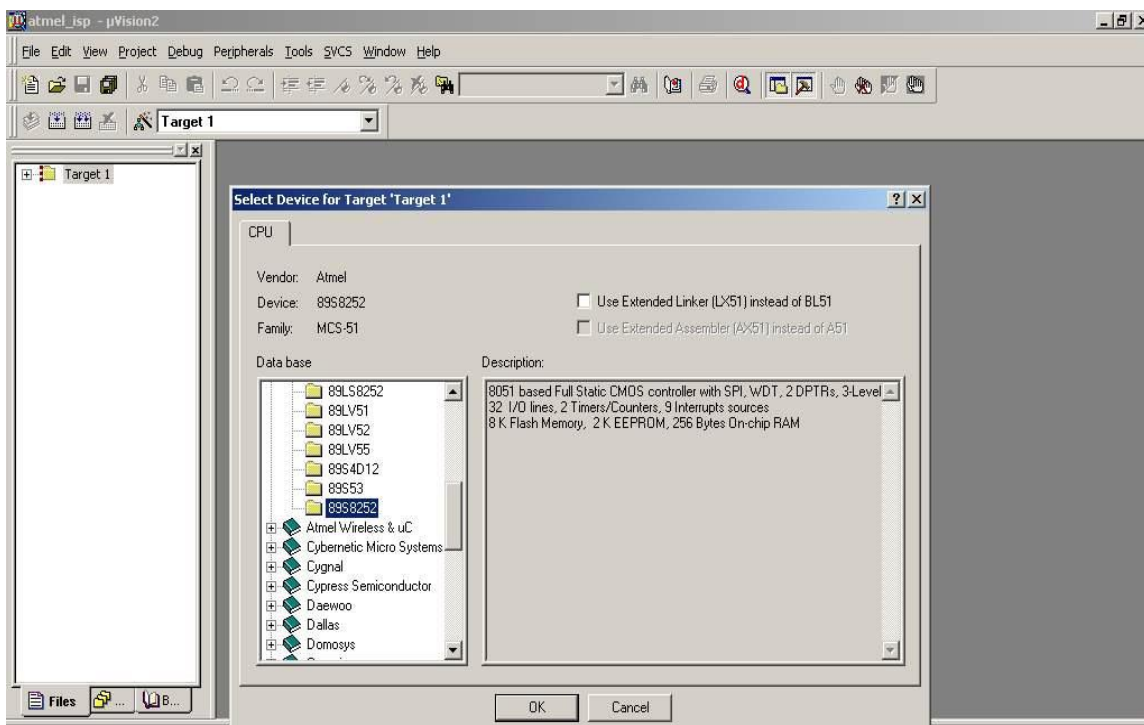 atmel_isp - µVision2
File Edit View Project Debug Peripherals Tools SVCS Window Help
Target 1
Target 1
Select Device for Target 'Target 1'
CPU
Vendor: Atmel
Device: 89S8252
Family: MCS-51
Use Extended Linker (LX51) instead of BL51
Use Extended Assembler (AX51) instead of A51
Data base
89LS8252
89LV51
89LV52
89LV55
89S4D12
89S53
89S8252
Atmel Wireless & uC
Cybernetic Micro Systems
Cygnal
Cypress Semiconductor
Daewoo
Dallas
Domosys
Description:
8051 based Full Static CMOS controller with SPI, WDT, 2 DPTRs, 3-Level
32 I/O lines, 2 Timers/Counters, 9 Interrupts sources
8 K Flash Memory, 2 K EEPROM, 256 Bytes On-chip RAM
OK Cancel
Files ... B...